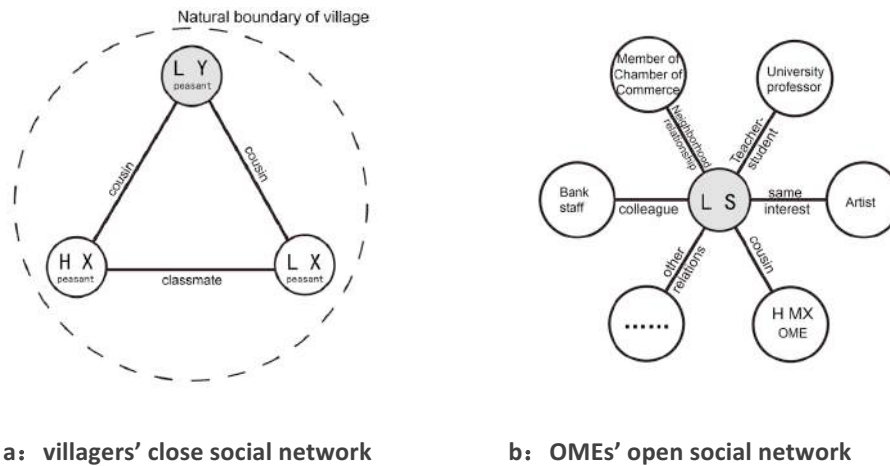 Natural boundary of village
L Y
peasant
cousin
cousin
H X
peasant
classmate
L X
peasant
a: villagers’ close social network
Member of
Chamber of
Commerce
University
professor
Neighborhood
relationship
Teacher-
student
Bank
staff
colleague
L S
same
interest
Artist
other
relations
cousin
......
H MX
OME
b: OMEs’ open social network